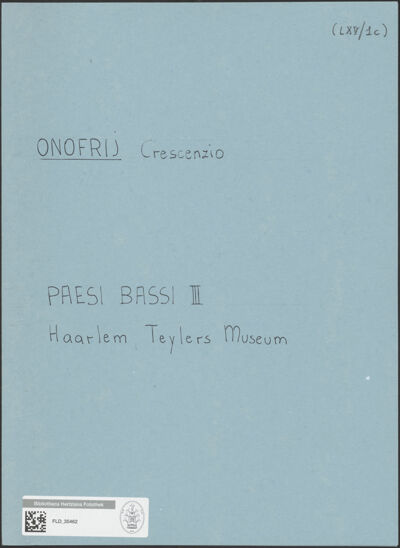 (LXV/1c)
ONOFRIJ Crescenzio
PAESI BASSI III
Haarlem, Teylers Museum
Bibliotheca Hertziana Fotothek
FLD_35462